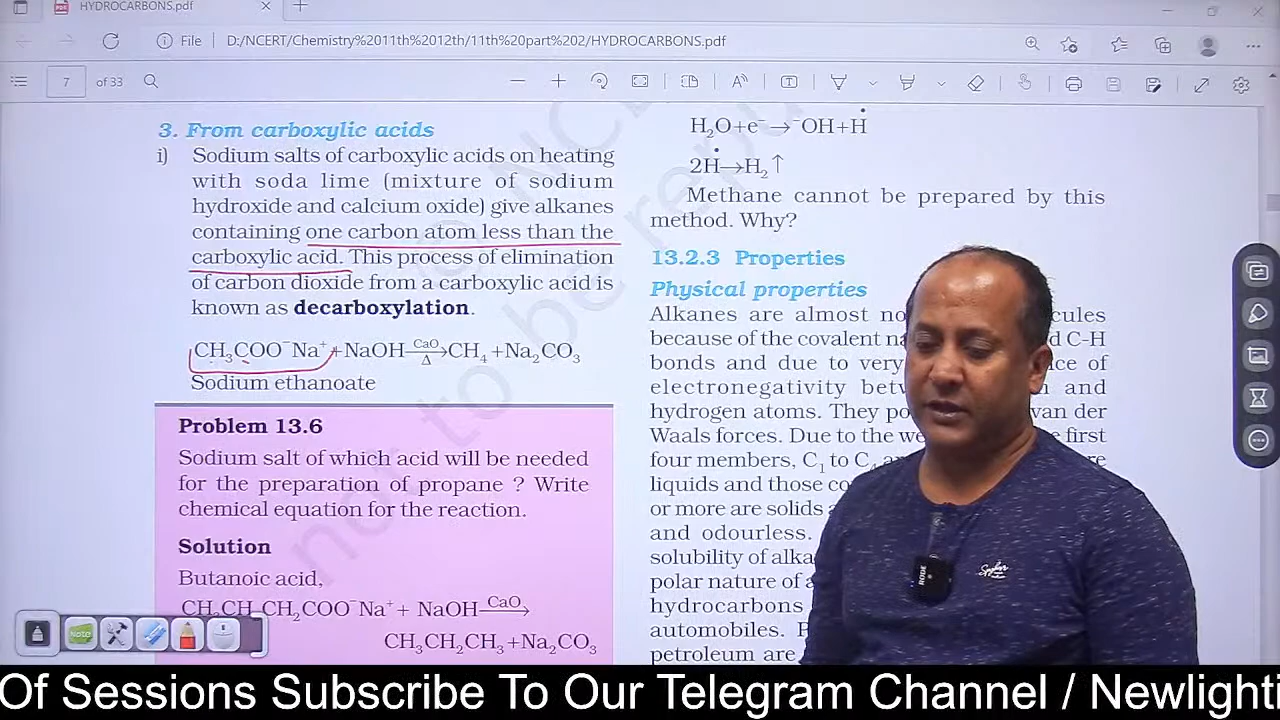 HYDROCARBONS.pdf
File
D:/NCERT/Chemistry%2011th%2012th/11th%20part%202/HYDROCARBONS.pdf
7 of 33
3. From carboxylic acids
i) Sodium salts of carboxylic acids on heating
with soda lime (mixture of sodium
hydroxide and calcium oxide) give alkanes
containing one carbon atom less than the
carboxylic acid. This process of elimination
of carbon dioxide from a carboxylic acid is
known as decarboxylation.
CH₃COO⁻Na⁺+NaOH CaO/Δ→ CH₄+Na₂CO₃
Sodium ethanoate
Problem 13.6
Sodium salt of which acid will be needed
for the preparation of propane ? Write
chemical equation for the reaction.
Solution
Butanoic acid,
CH₃CH₂CH₂COO⁻Na⁺+ NaOH CaO→
CH₃CH₂CH₃+Na₂CO₃
H₂O+e⁻→⁻OH+Ḣ
2Ḣ→H₂↑
Methane cannot be prepared by this
method. Why?
13.2.3 Properties
Physical properties
Alkanes are almost
because of the covalent C-H
bonds and due to very of
electronegativity and
hydrogen atoms. They van der
Waals forces. Due to the first
four members, C₁ to C₄
liquids and those
or more are solids
and odourless.
solubility of
polar nature of
hydrocarbons
automobiles.
petroleum are
RODE
Of Sessions Subscribe To Our Telegram Channel / Newlighti